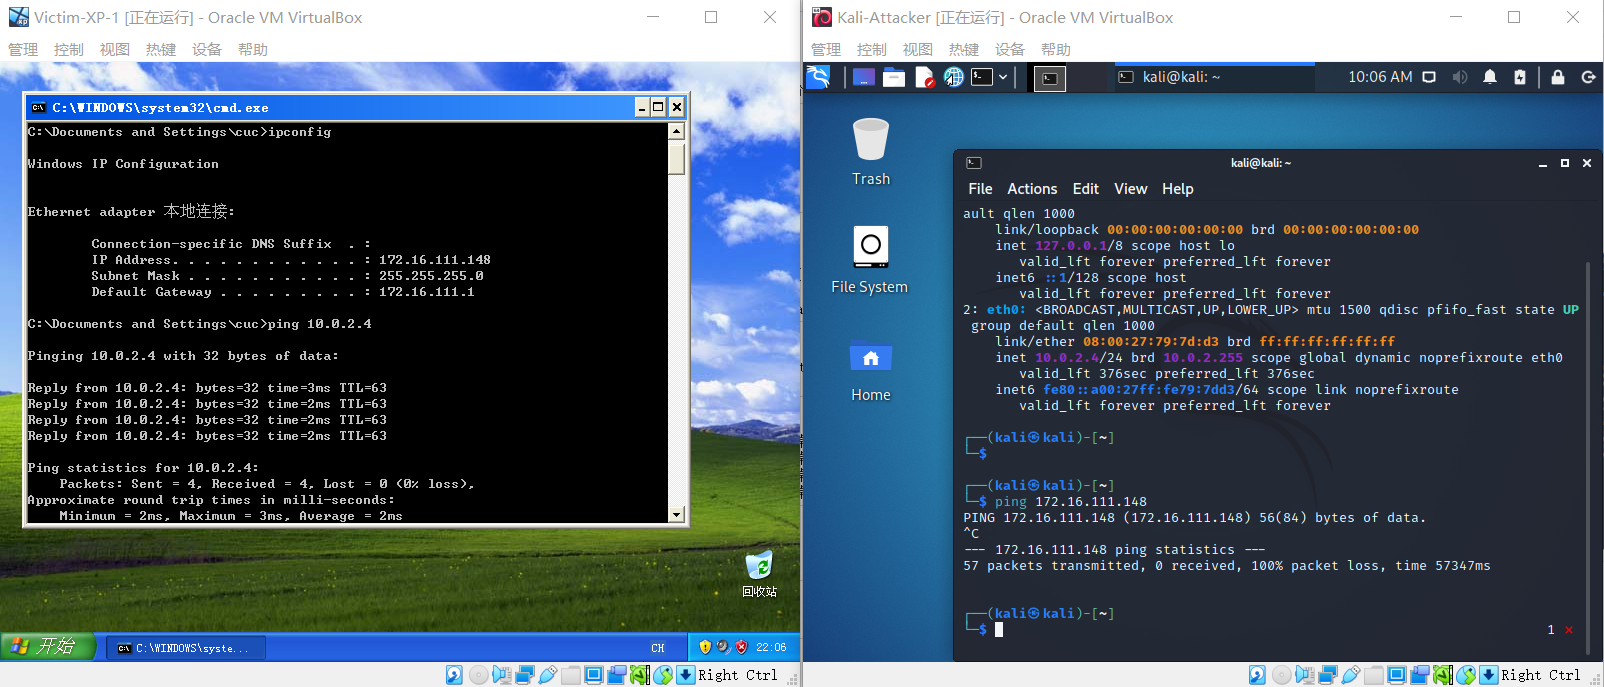 Victim-XP-1 [正在运行] - Oracle VM VirtualBox
管理 控制 视图 热键 设备 帮助
C:\WINDOWS\system32\cmd.exe
C:\Documents and Settings\cuc>ipconfig
Windows IP Configuration
Ethernet adapter 本地连接:
Connection-specific DNS Suffix  . :
IP Address. . . . . . . . . . . . : 172.16.111.148
Subnet Mask . . . . . . . . . . . : 255.255.255.0
Default Gateway . . . . . . . . . : 172.16.111.1
C:\Documents and Settings\cuc>ping 10.0.2.4
Pinging 10.0.2.4 with 32 bytes of data:
Reply from 10.0.2.4: bytes=32 time=3ms TTL=63
Reply from 10.0.2.4: bytes=32 time=2ms TTL=63
Reply from 10.0.2.4: bytes=32 time=2ms TTL=63
Reply from 10.0.2.4: bytes=32 time=2ms TTL=63
Ping statistics for 10.0.2.4:
Packets: Sent = 4, Received = 4, Lost = 0 (0% loss),
Approximate round trip times in milli-seconds:
Minimum = 2ms, Maximum = 3ms, Average = 2ms
回收站
开始
C:\WINDOWS\syste...
CH
22:06
Right Ctrl
Kali-Attacker [正在运行] - Oracle VM VirtualBox
管理 控制 视图 热键 设备 帮助
kali@kali: ~
10:06 AM
Trash
File System
Home
kali@kali: ~
File Actions Edit View Help
ault qlen 1000
link/loopback 00:00:00:00:00:00 brd 00:00:00:00:00:00
inet 127.0.0.1/8 scope host lo
valid_lft forever preferred_lft forever
inet6 ::1/128 scope host
valid_lft forever preferred_lft forever
2: eth0: <BROADCAST,MULTICAST,UP,LOWER_UP> mtu 1500 qdisc pfifo_fast state UP
group default qlen 1000
link/ether 08:00:27:79:7d:d3 brd ff:ff:ff:ff:ff:ff
inet 10.0.2.4/24 brd 10.0.2.255 scope global dynamic noprefixroute eth0
valid_lft 376sec preferred_lft 376sec
inet6 fe80::a00:27ff:fe79:7dd3/64 scope link noprefixroute
valid_lft forever preferred_lft forever
┌──(kali㉿kali)-[~]
└─$
┌──(kali㉿kali)-[~]
└─$ ping 172.16.111.148
PING 172.16.111.148 (172.16.111.148) 56(84) bytes of data.
^C
--- 172.16.111.148 ping statistics ---
57 packets transmitted, 0 received, 100% packet loss, time 57347ms
┌──(kali㉿kali)-[~]
└─$
1
Right Ctrl